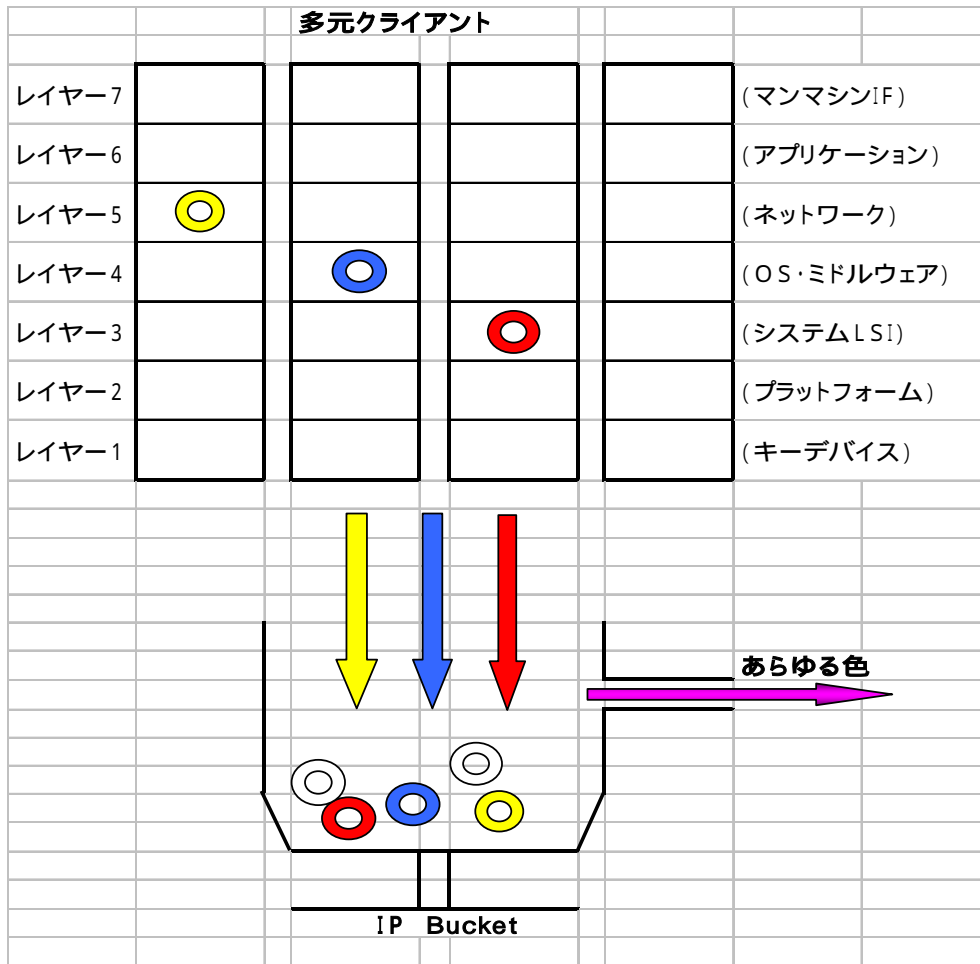 多元クライアント
レイヤー7 (マンマシンIF)
レイヤー6 (アプリケーション)
レイヤー5 (ネットワーク)
レイヤー4 (OS・ミドルウェア)
レイヤー3 (システムLSI)
レイヤー2 (プラットフォーム)
レイヤー1 (キーデバイス)
あらゆる色
IP Bucket